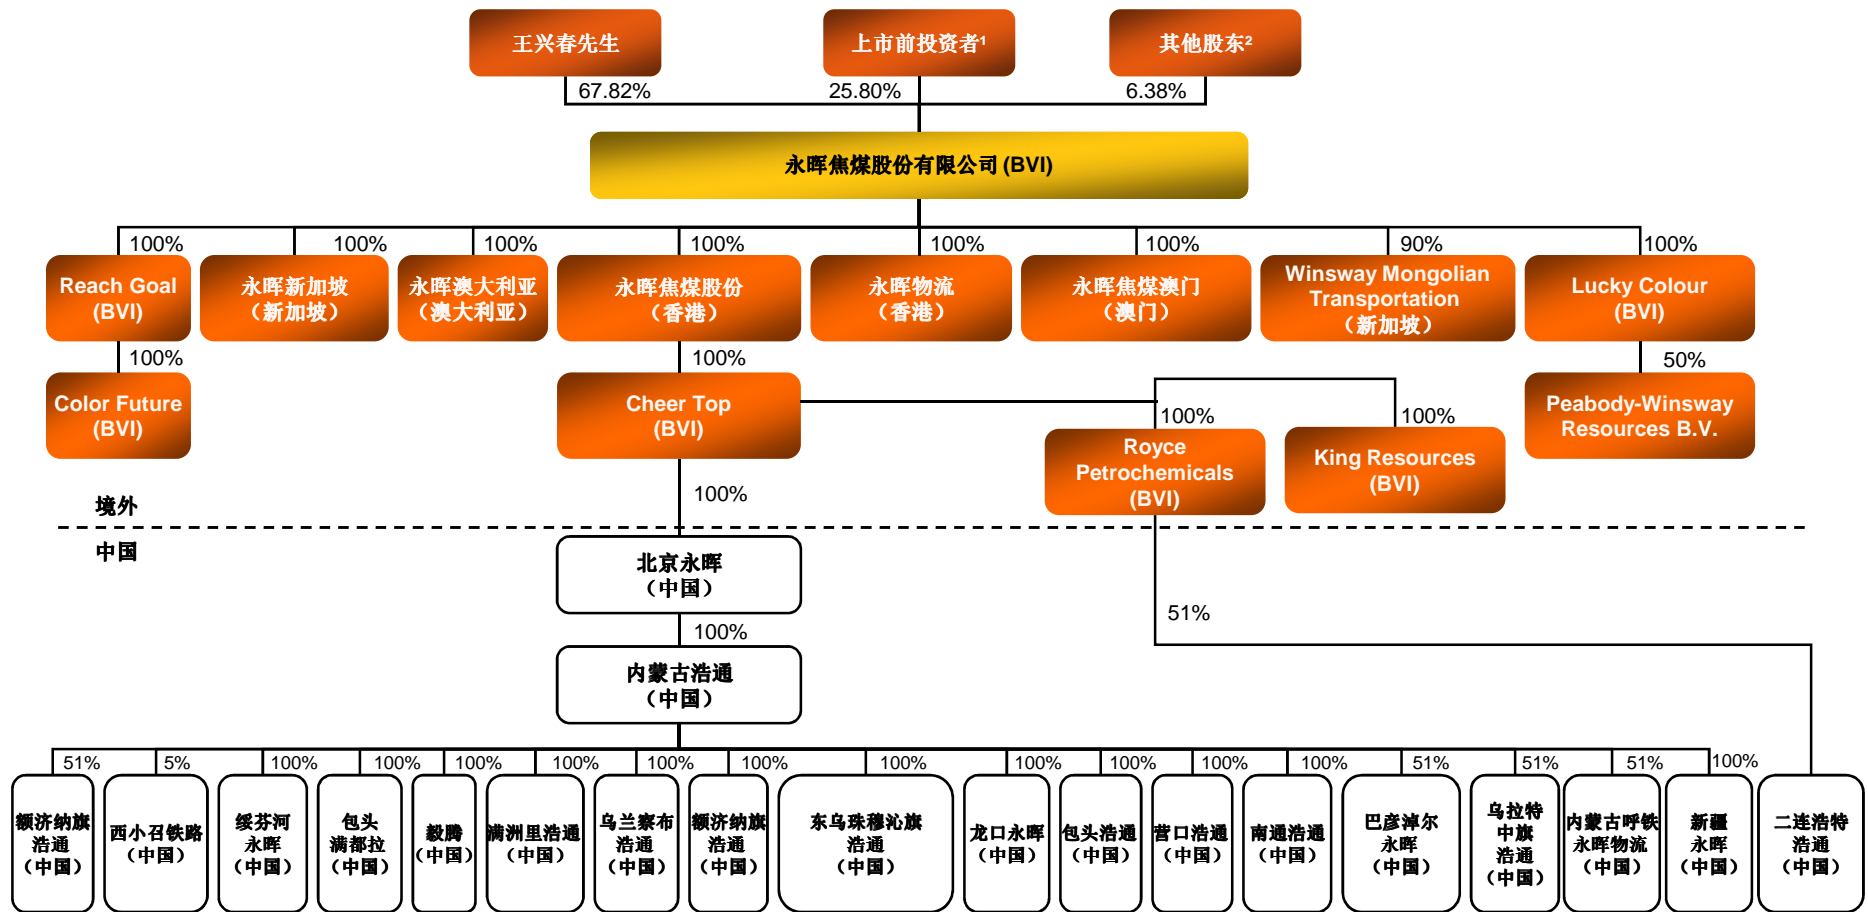 王兴春先生
上市前投资者¹
其他股东²
67.82%
25.80%
6.38%
永晖焦煤股份有限公司 (BVI)
100%
100%
100%
100%
100%
100%
90%
100%
Reach Goal
(BVI)
永晖新加坡
（新加坡）
永晖澳大利亚
（澳大利亚）
永晖焦煤股份
（香港）
永晖物流
（香港）
永晖焦煤澳门
（澳门）
Winsway Mongolian
Transportation
（新加坡）
Lucky Colour
(BVI)
100%
100%
50%
Color Future
(BVI)
Cheer Top
(BVI)
Peabody-Winsway
Resources B.V.
100%
100%
Royce
Petrochemicals
(BVI)
King Resources
(BVI)
100%
境外
中国
北京永晖
（中国）
51%
100%
内蒙古浩通
（中国）
51%
5%
100%
100%
100%
100%
100%
100%
100%
100%
100%
100%
100%
51%
51%
51%
100%
额济纳旗
浩通
（中国）
西小召铁路
（中国）
绥芬河
永晖
（中国）
包头
满都拉
（中国）
毅腾
（中国）
满洲里浩通
（中国）
乌兰察布
浩通
（中国）
额济纳旗
浩通
（中国）
东乌珠穆沁旗
浩通
（中国）
龙口永晖
（中国）
包头浩通
（中国）
营口浩通
（中国）
南通浩通
（中国）
巴彦淖尔
永晖
（中国）
乌拉特
中旗
浩通
（中国）
内蒙古呼铁
永晖物流
（中国）
新疆
永晖
（中国）
二连浩特
浩通
（中国）